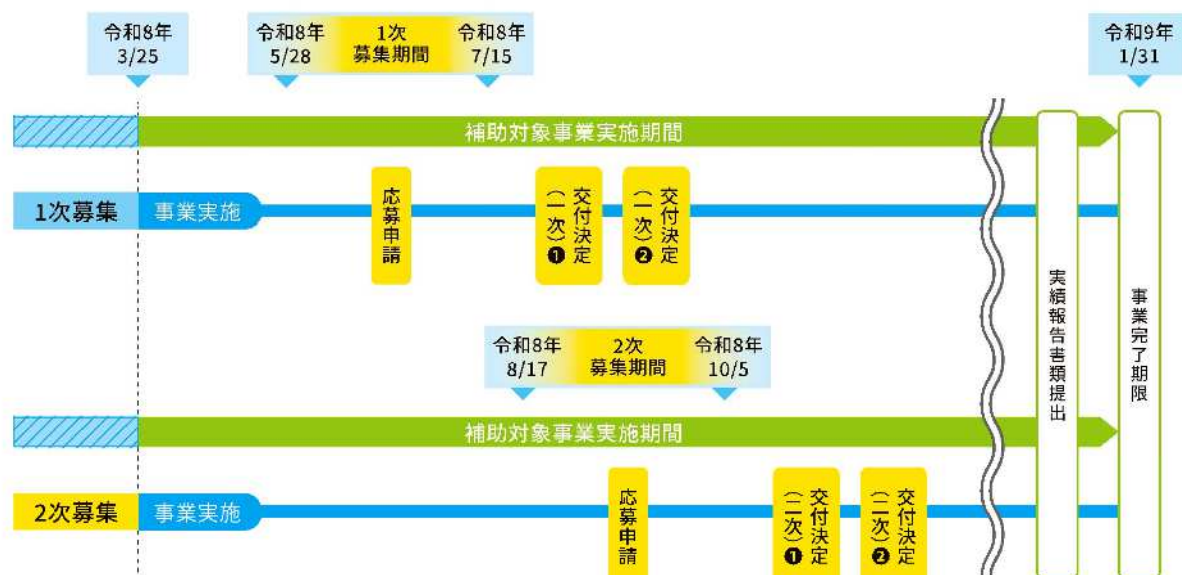 令和8年
3/25
令和8年
5/28
1次
募集期間
令和8年
7/15
令和9年
1/31
補助対象事業実施期間
1次募集
事業実施
応募申請
交付決定
(一次)❶
交付決定
(一次)❷
令和8年
8/17
2次
募集期間
令和8年
10/5
補助対象事業実施期間
2次募集
事業実施
応募申請
交付決定
(二次)❶
交付決定
(二次)❷
実績報告書類提出
事業完了期限